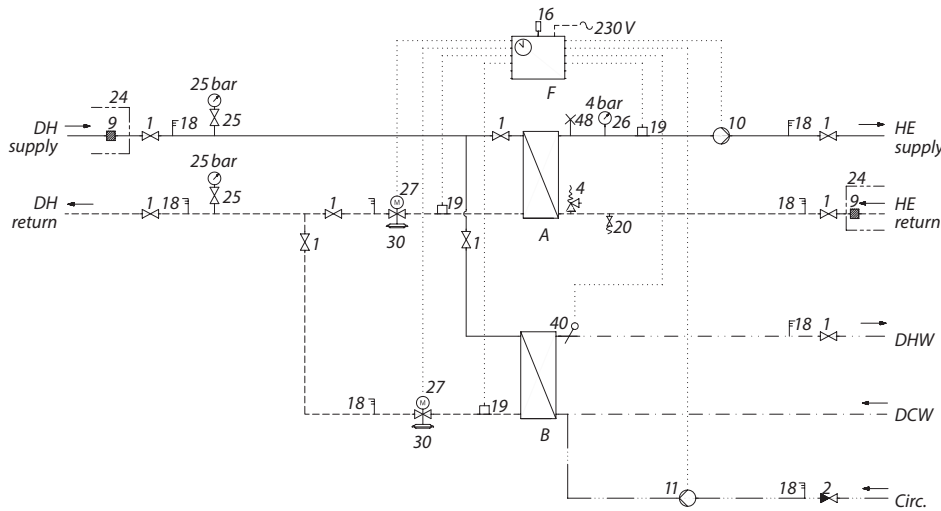 16
230 V
F
25 bar
4 bar
24
9
1
18
25
1
48
26
19
10
18
1
DH
supply
HE
supply
25 bar
27
4
24
DH
return
1
18
25
1
M
19
18
1
9
HE
return
30
A
20
1
1
40
18
1
DHW
27
18
M
19
DCW
30
B
11
18
2
Circ.